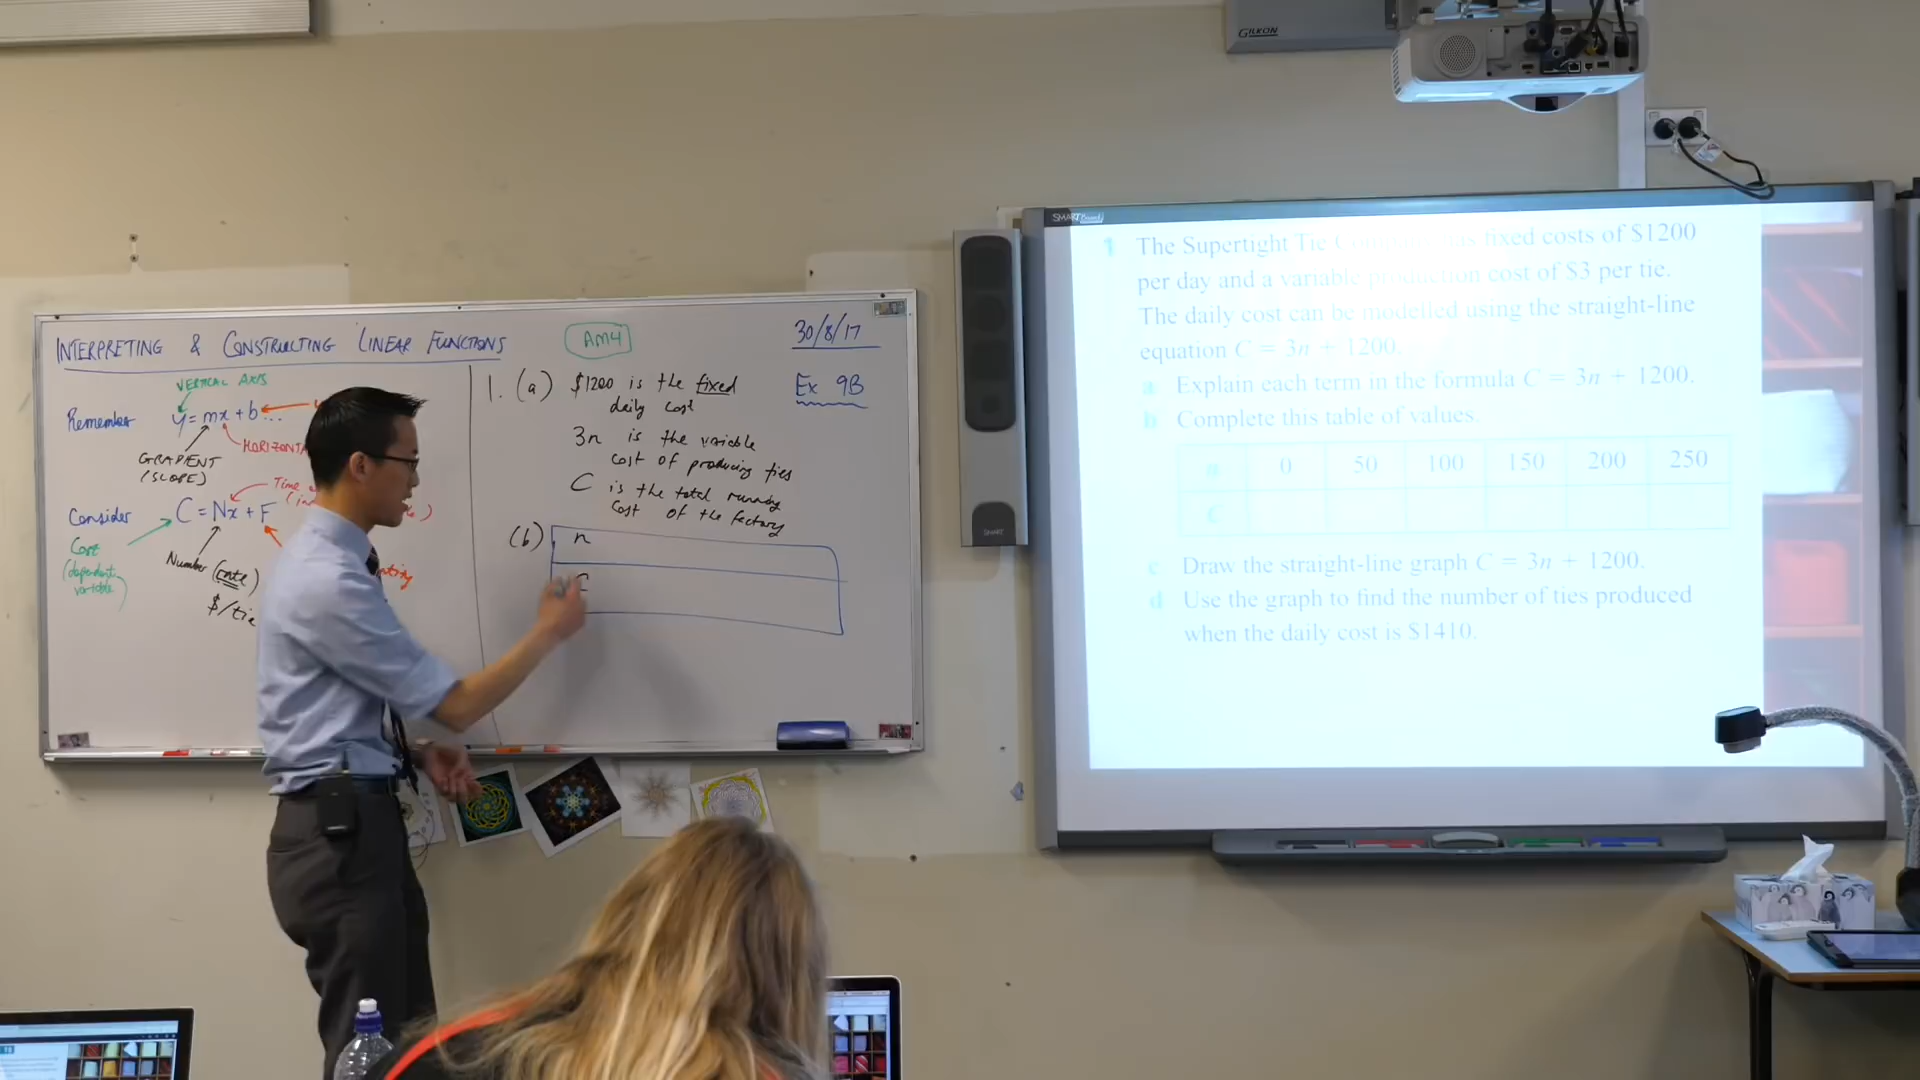 INTERPRETING & CONSTRUCTING LINEAR FUNCTIONS
AM4
30/8/17
VERTICAL AXIS
Remember
y = mx + b ...
GRADIENT
(SLOPE)
Time
Consider
C = Nx + F
Cost
(dependent
variable)
Number (rate)
$/tie
1. (a) $1200 is the fixed
daily cost
3n is the variable
cost of producing ties
C is the total running
cost of the factory
Ex 9B
(b) n
C
GILKON
SMART Board
SMART
1 The Supertight Tie Company has fixed costs of $1200
per day and a variable production cost of $3 per tie.
The daily cost can be modelled using the straight-line
equation C = 3n + 1200.
a Explain each term in the formula C = 3n + 1200.
b Complete this table of values.
n 0 50 100 150 200 250
C
c Draw the straight-line graph C = 3n + 1200.
d Use the graph to find the number of ties produced
when the daily cost is $1410.